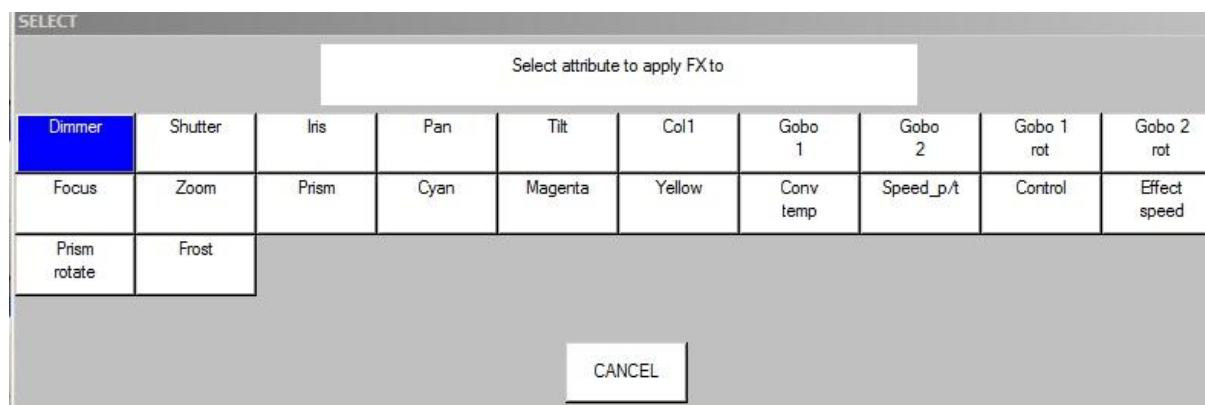 SELECT
Select attribute to apply FX to
Dimmer Shutter Iris Pan Tilt Col1 Gobo 1 Gobo 2 Gobo 1 rot Gobo 2 rot
Focus Zoom Prism Cyan Magenta Yellow Conv temp Speed_p/t Control Effect speed
Prism rotate Frost
CANCEL